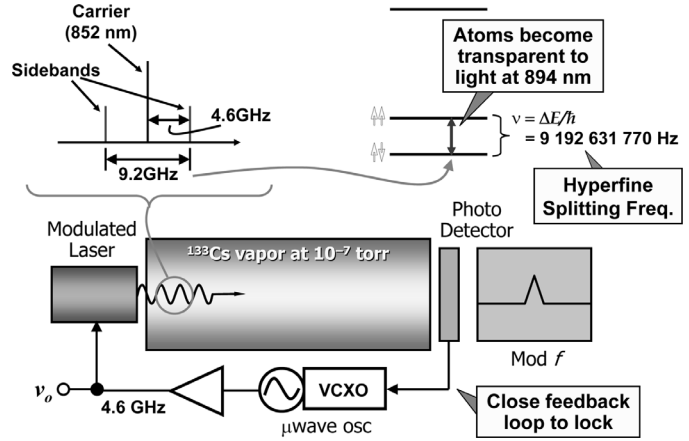 Carrier
(852 nm)
Sidebands
4.6GHz
9.2GHz
Atoms become
transparent to
light at 894 nm
ν = ΔE/ħ
= 9 192 631 770 Hz
Hyperfine
Splitting Freq.
Modulated
Laser
¹³³Cs vapor at 10⁻⁷ torr
Photo
Detector
Mod f
vₒ
4.6 GHz
VCXO
μwave osc
Close feedback
loop to lock